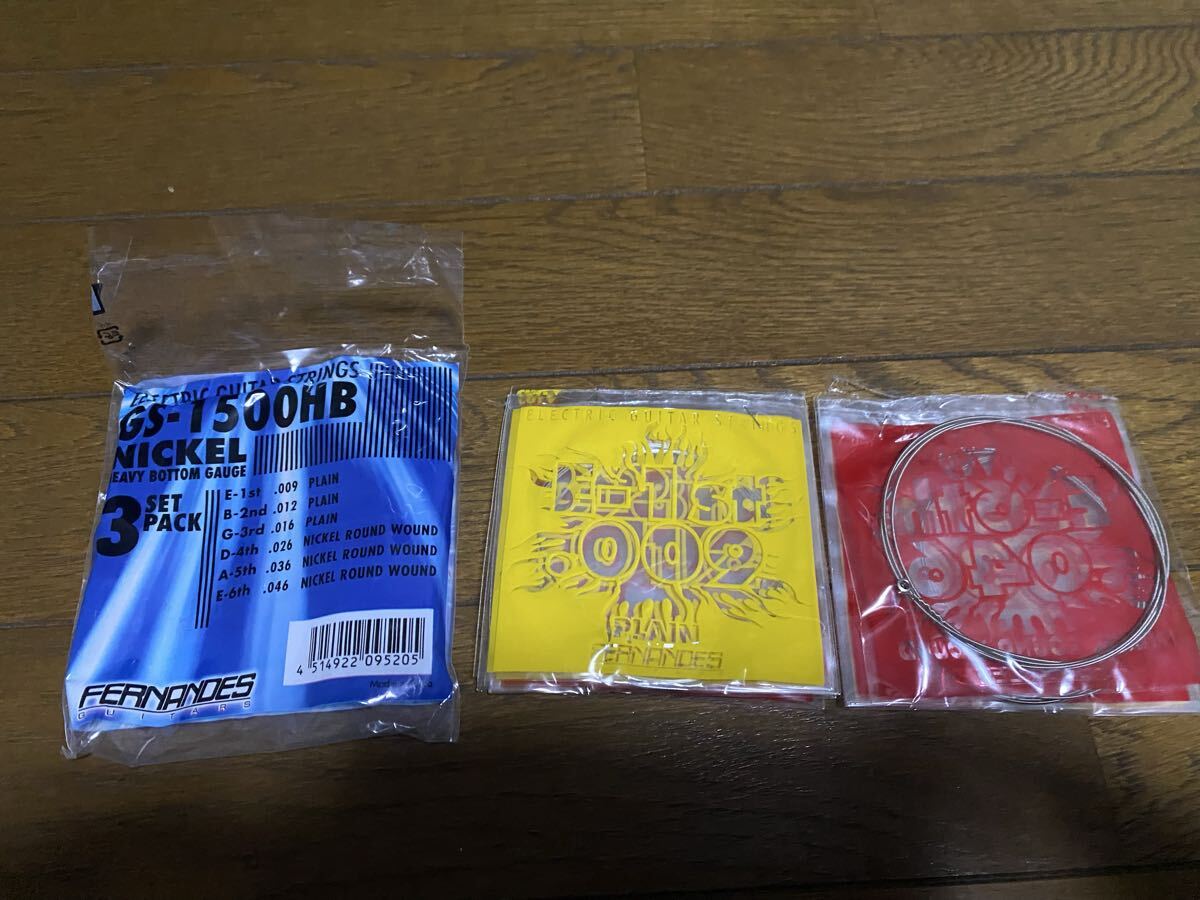 ELECTRIC GUITAR STRINGS
GS-1500HB
NICKEL
HEAVY BOTTOM GAUGE
3 SET PACK
E-1st .009 PLAIN
B-2nd .012 PLAIN
G-3rd .016 PLAIN
D-4th .026 NICKEL ROUND WOUND
A-5th .036 NICKEL ROUND WOUND
E-6th .046 NICKEL ROUND WOUND
4 514922 095205
FERNANDES
GUITARS
ELECTRIC GUITAR STRINGS
E-1st
PLAIN
FERNANDES